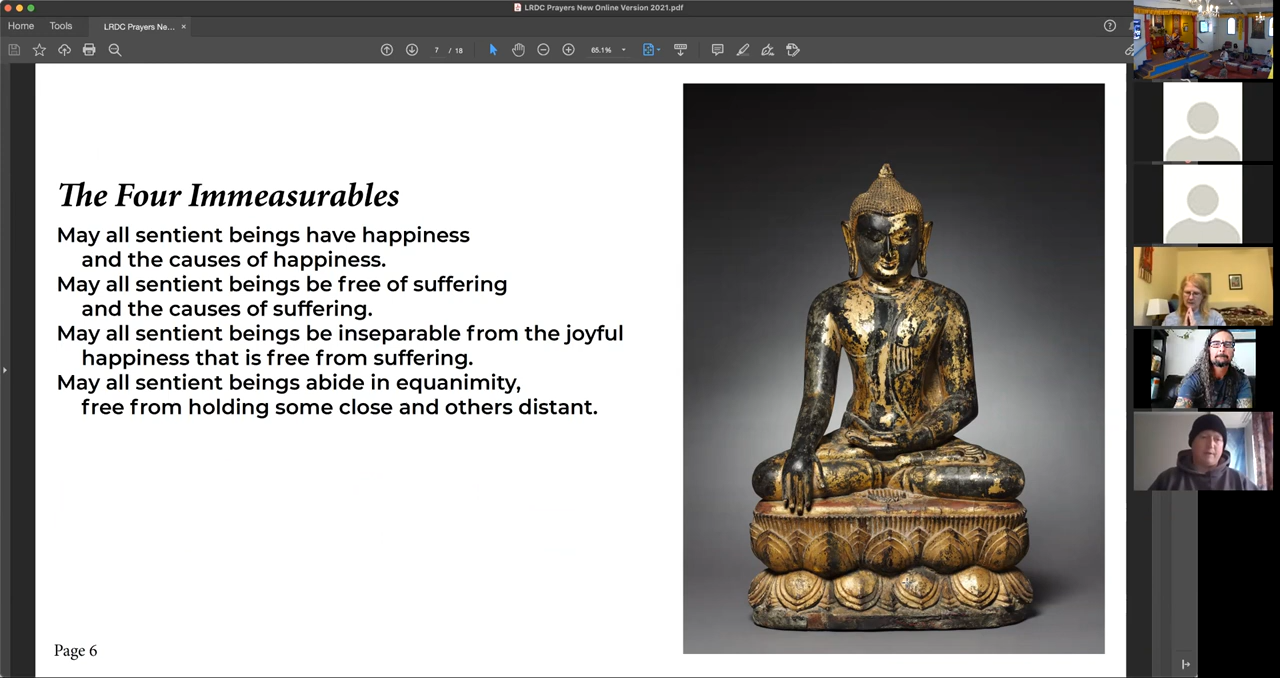 LRDC Prayers New Online Version 2021.pdf
Home Tools LRDC Prayers Ne...
7 / 18 65.1%
The Four Immeasurables
May all sentient beings have happiness
and the causes of happiness.
May all sentient beings be free of suffering
and the causes of suffering.
May all sentient beings be inseparable from the joyful
happiness that is free from suffering.
May all sentient beings abide in equanimity,
free from holding some close and others distant.
Page 6